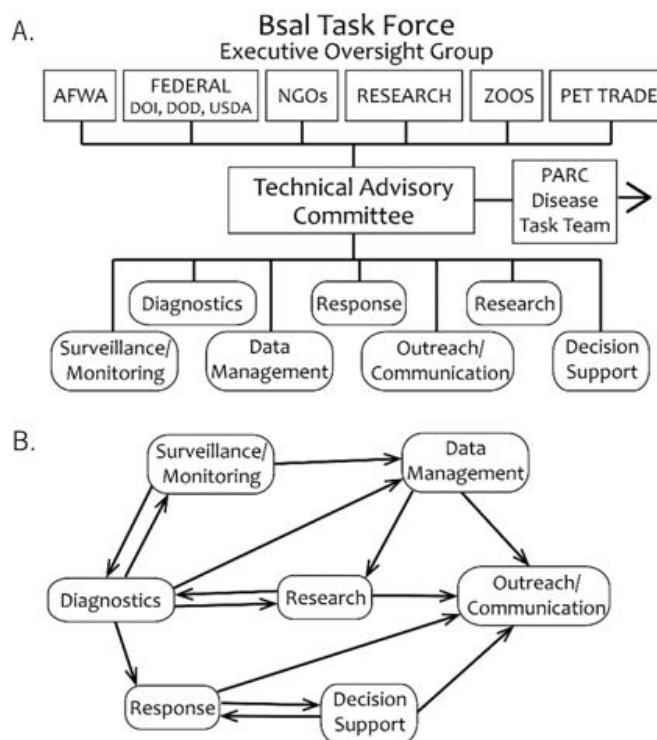 A.
Bsal Task Force
Executive Oversight Group
AFWA
FEDERAL
DOI, DOD, USDA
NGOs
RESEARCH
ZOOS
PET TRADE
Technical Advisory
Committee
PARC
Disease
Task Team
Diagnostics
Response
Research
Surveillance/
Monitoring
Data
Management
Outreach/
Communication
Decision
Support
B.
Surveillance/
Monitoring
Data
Management
Diagnostics
Research
Outreach/
Communication
Response
Decision
Support